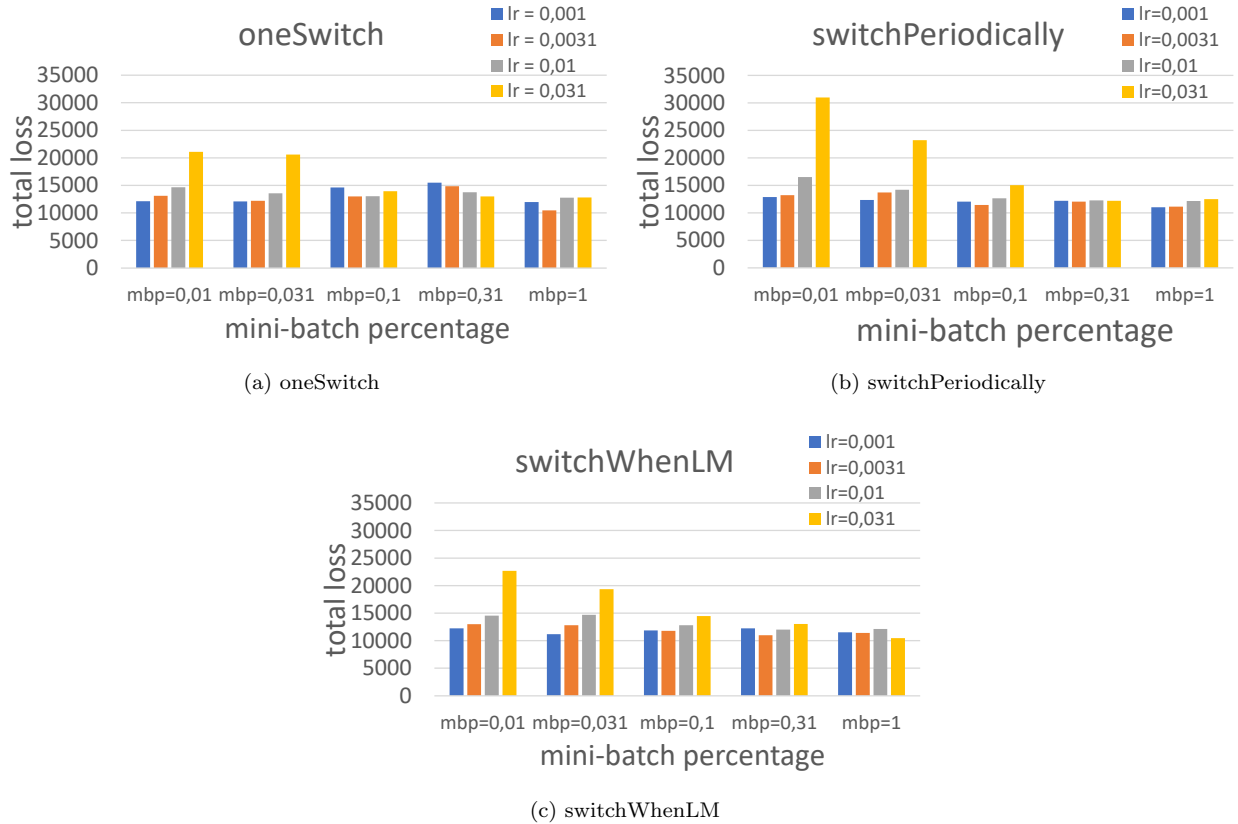 oneSwitch
lr = 0,001
lr = 0,0031
lr = 0,01
lr = 0,031
total loss
35000
30000
25000
20000
15000
10000
5000
0
mbp=0,01 mbp=0,031 mbp=0,1 mbp=0,31 mbp=1
mini-batch percentage
(a) oneSwitch
switchPeriodically
lr=0,001
lr=0,0031
lr=0,01
lr=0,031
total loss
35000
30000
25000
20000
15000
10000
5000
0
mbp=0,01 mbp=0,031 mbp=0,1 mbp=0,31 mbp=1
mini-batch percentage
(b) switchPeriodically
switchWhenLM
lr=0,001
lr=0,0031
lr=0,01
lr=0,031
total loss
35000
30000
25000
20000
15000
10000
5000
0
mbp=0,01 mbp=0,031 mbp=0,1 mbp=0,31 mbp=1
mini-batch percentage
(c) switchWhenLM